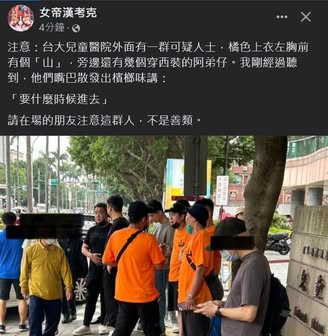 女帝漢考克
4分鐘 ·
注意：台大兒童醫院外面有一群可疑人士，橘色上衣左胸前
有個「山」，旁邊還有幾個穿西裝的阿弟仔。我剛經過聽
到，他們嘴巴散發出檳榔味講：
「要什麼時候進去」
請在場的朋友注意這群人，不是善類。